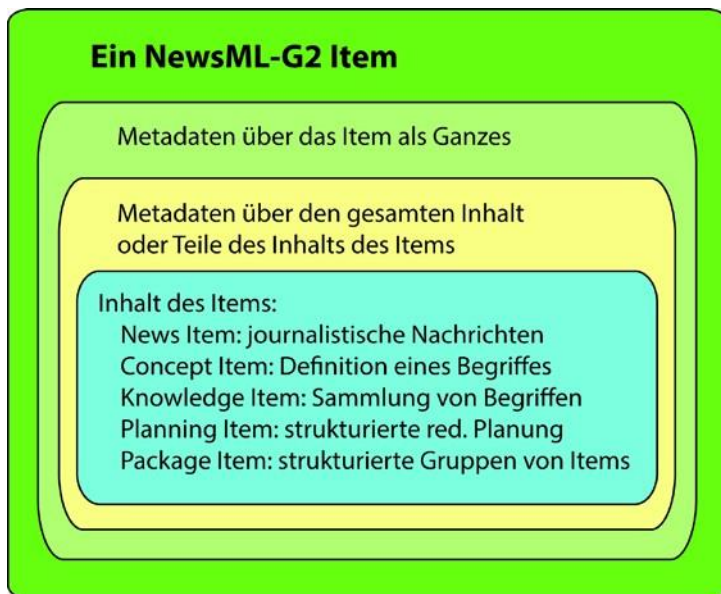 Ein NewsML-G2 Item
Metadaten über das Item als Ganzes
Metadaten über den gesamten Inhalt
oder Teile des Inhalts des Items
Inhalt des Items:
News Item: journalistische Nachrichten
Concept Item: Definition eines Begriffes
Knowledge Item: Sammlung von Begriffen
Planning Item: strukturierte red. Planung
Package Item: strukturierte Gruppen von Items